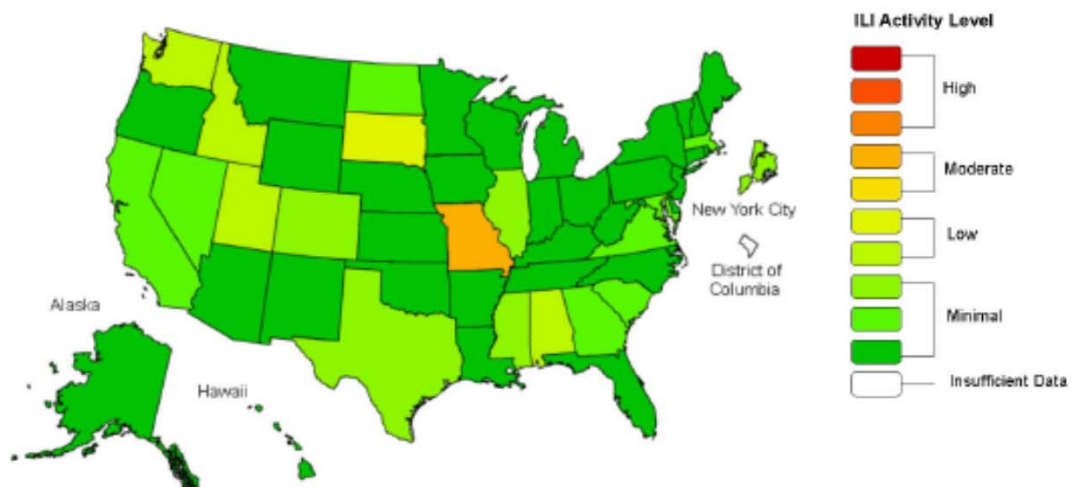 ILI Activity Level
High
Moderate
Low
Minimal
Insufficient Data
New York City
District of
Columbia
Alaska
Hawaii